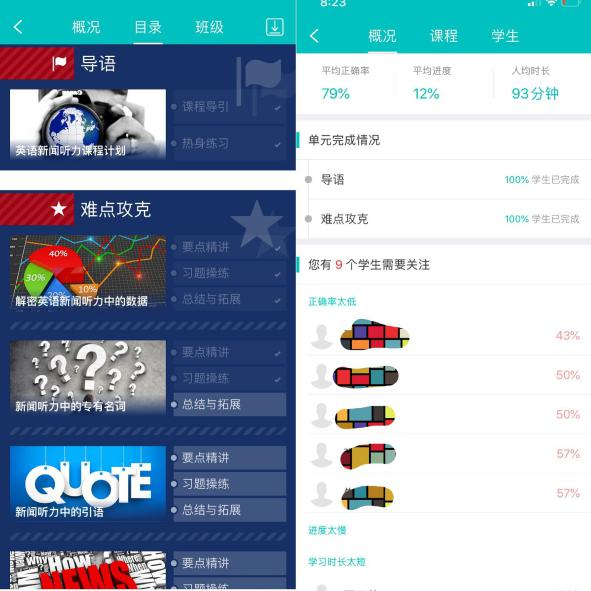 概况
目录
班级
导语
英语新闻听力课程计划
课程导引
热身练习
难点攻克
40%
30%
20%
10%
解密英语新闻听力中的数据
要点精讲
习题操练
总结与拓展
新闻听力中的专有名词
要点精讲
习题操练
总结与拓展
QUOTE
新闻听力中的引语
要点精讲
习题操练
总结与拓展
HOW
NEWS
要点精讲
习题操练
8:23
概况
课程
学生
平均正确率
平均进度
人均时长
79%
12%
93分钟
单元完成情况
导语
100% 学生已完成
难点攻克
100% 学生已完成
您有 9 个学生需要关注
正确率太低
43%
50%
50%
57%
57%
进度太慢
学习时长太短